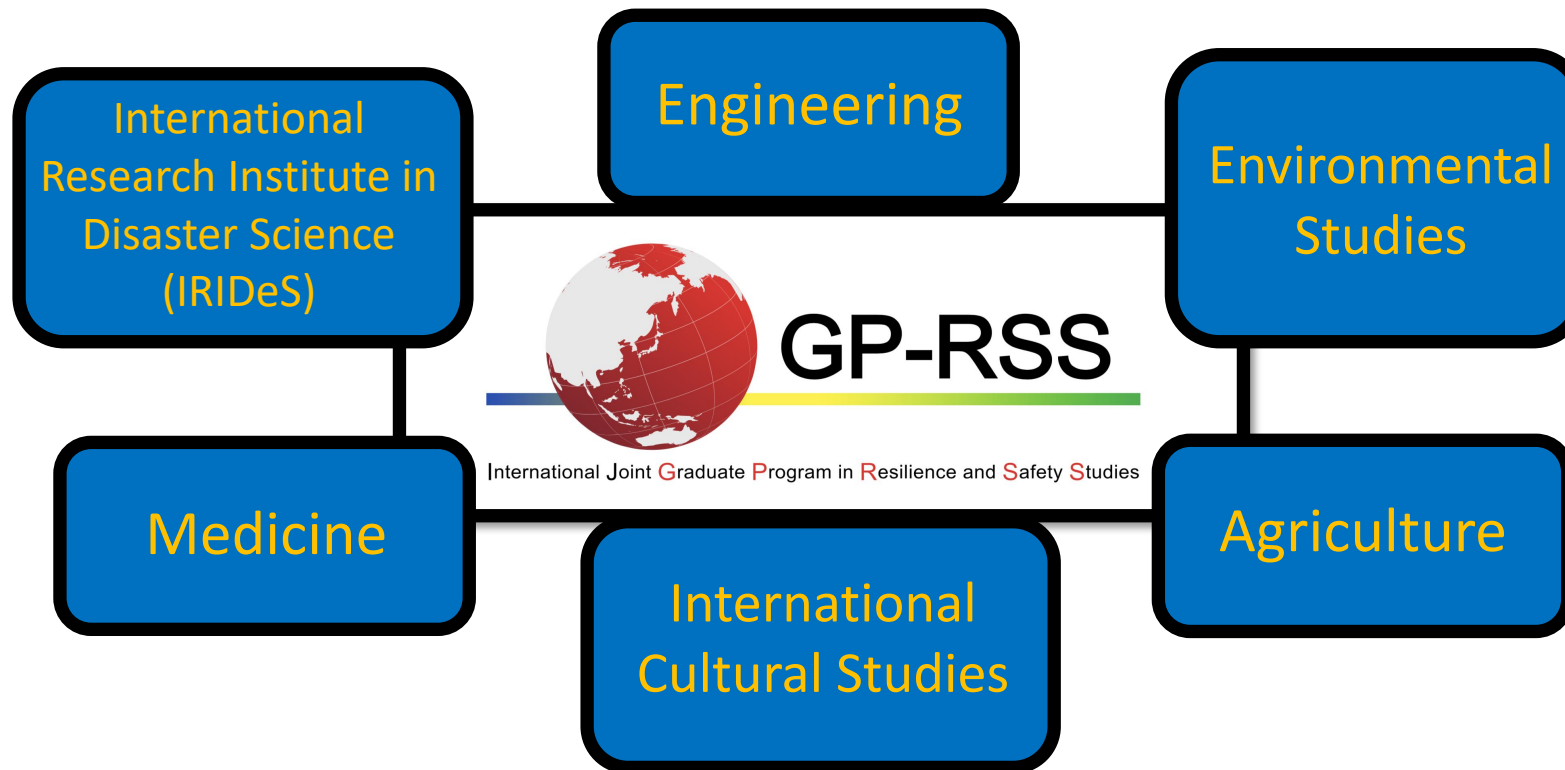 International
Research Institute in
Disaster Science
(IRIDeS)
Engineering
Environmental
Studies
GP-RSS
International Joint Graduate Program in Resilience and Safety Studies
Medicine
International
Cultural Studies
Agriculture